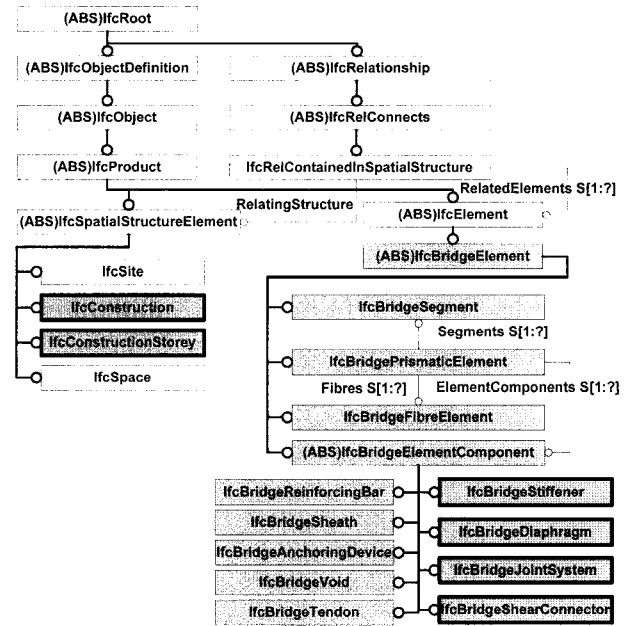 (ABS)IfcRoot
(ABS)IfcObjectDefinition
(ABS)IfcRelationship
(ABS)IfcObject
(ABS)IfcRelConnects
(ABS)IfcProduct
IfcRelContainedInSpatialStructure
RelatedElements S[1:?]
RelatingStructure
(ABS)IfcElement
(ABS)IfcSpatialStructureElement
(ABS)IfcBridgeElement
IfcSite
IfcConstruction
IfcBridgeSegment
Segments S[1:?]
IfcConstructionStorey
IfcBridgePrismaticElement
IfcSpace
Fibres S[1:?]
ElementComponents S[1:?]
IfcBridgeFibreElement
(ABS)IfcBridgeElementComponent
IfcBridgeReinforcingBar
IfcBridgeStiffener
IfcBridgeSheath
IfcBridgeDiaphragm
IfcBridgeAnchoringDevice
IfcBridgeJointSystem
IfcBridgeVoid
IfcBridgeTendon
IfcBridgeShearConnector